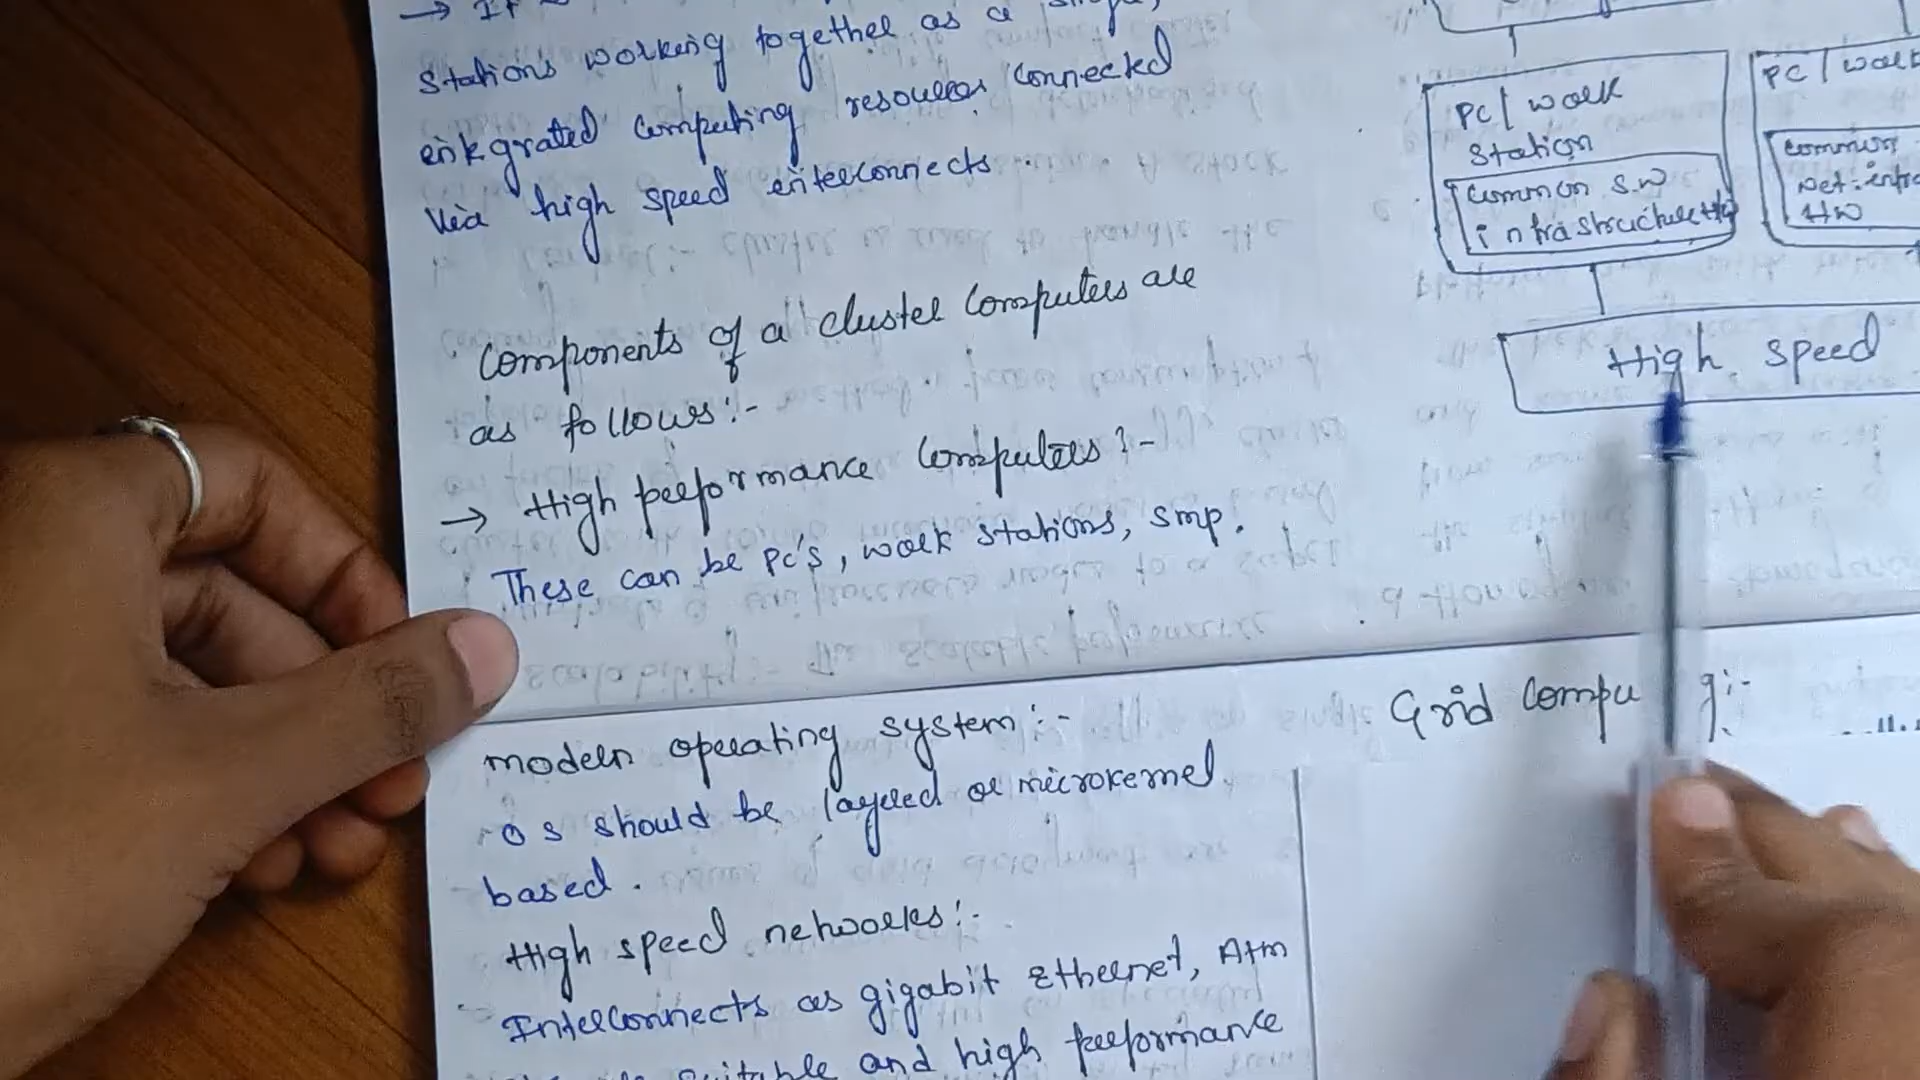 → It
Stations working together as a
integrated computing resources connected
via high speed interconnects.
Components of a cluster computers are
as follows:-
→ High performance computers:-
These can be PC's, work stations, smp.
modern operating system:-
OS should be layered or microkernel
based.
High speed networks:-
Interconnects as gigabit Ethernet, Atm
suitable and high performance
PC/work
station
common s.w
infrastructure
PC/work
common
net.
HW
High speed
Grid compu g:-